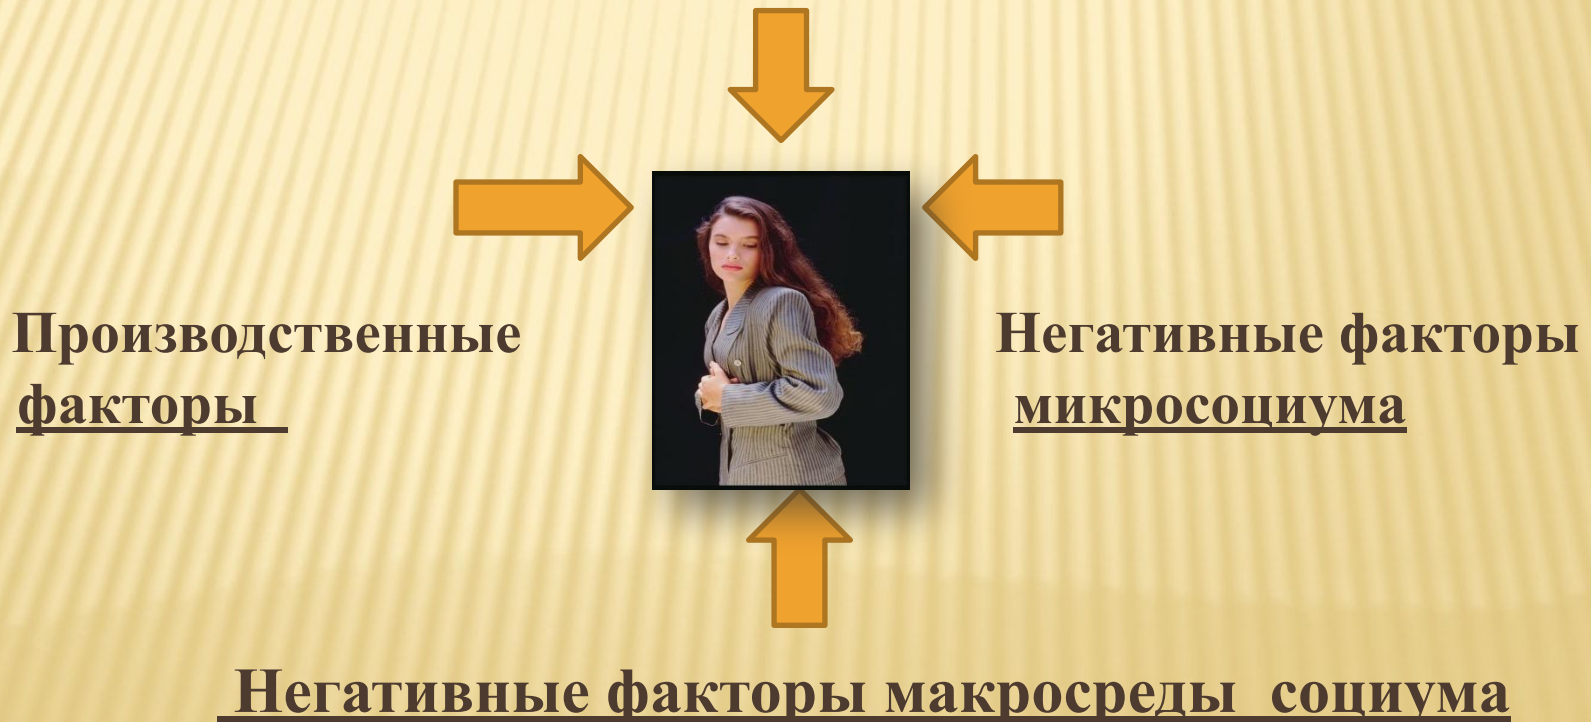 Производственные
факторы
Негативные факторы
микросоциума
Негативные факторы макросреды социума